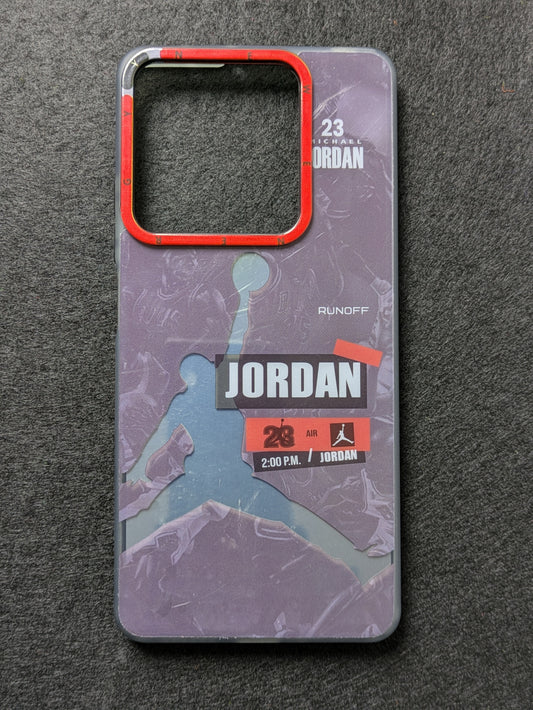 23
MICHAEL
JORDAN
RUNOFF
JORDAN
23 AIR
2:00 P.M. / JORDAN